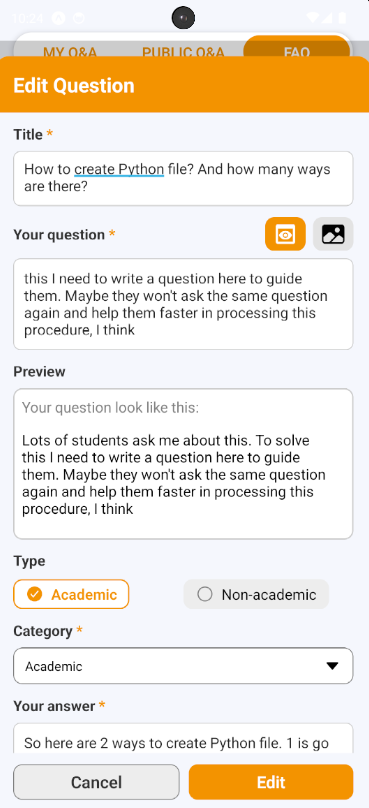 10:24
MY Q&A PUBLIC Q&A FAQ
Edit Question
Title *
How to create Python file? And how many ways
are there?
Your question *
this I need to write a question here to guide
them. Maybe they won't ask the same question
again and help them faster in processing this
procedure, I think
Preview
Your question look like this:
Lots of students ask me about this. To solve
this I need to write a question here to guide
them. Maybe they won't ask the same question
again and help them faster in processing this
procedure, I think
Type
Academic Non-academic
Category *
Academic
Your answer *
So here are 2 ways to create Python file. 1 is go
Cancel Edit